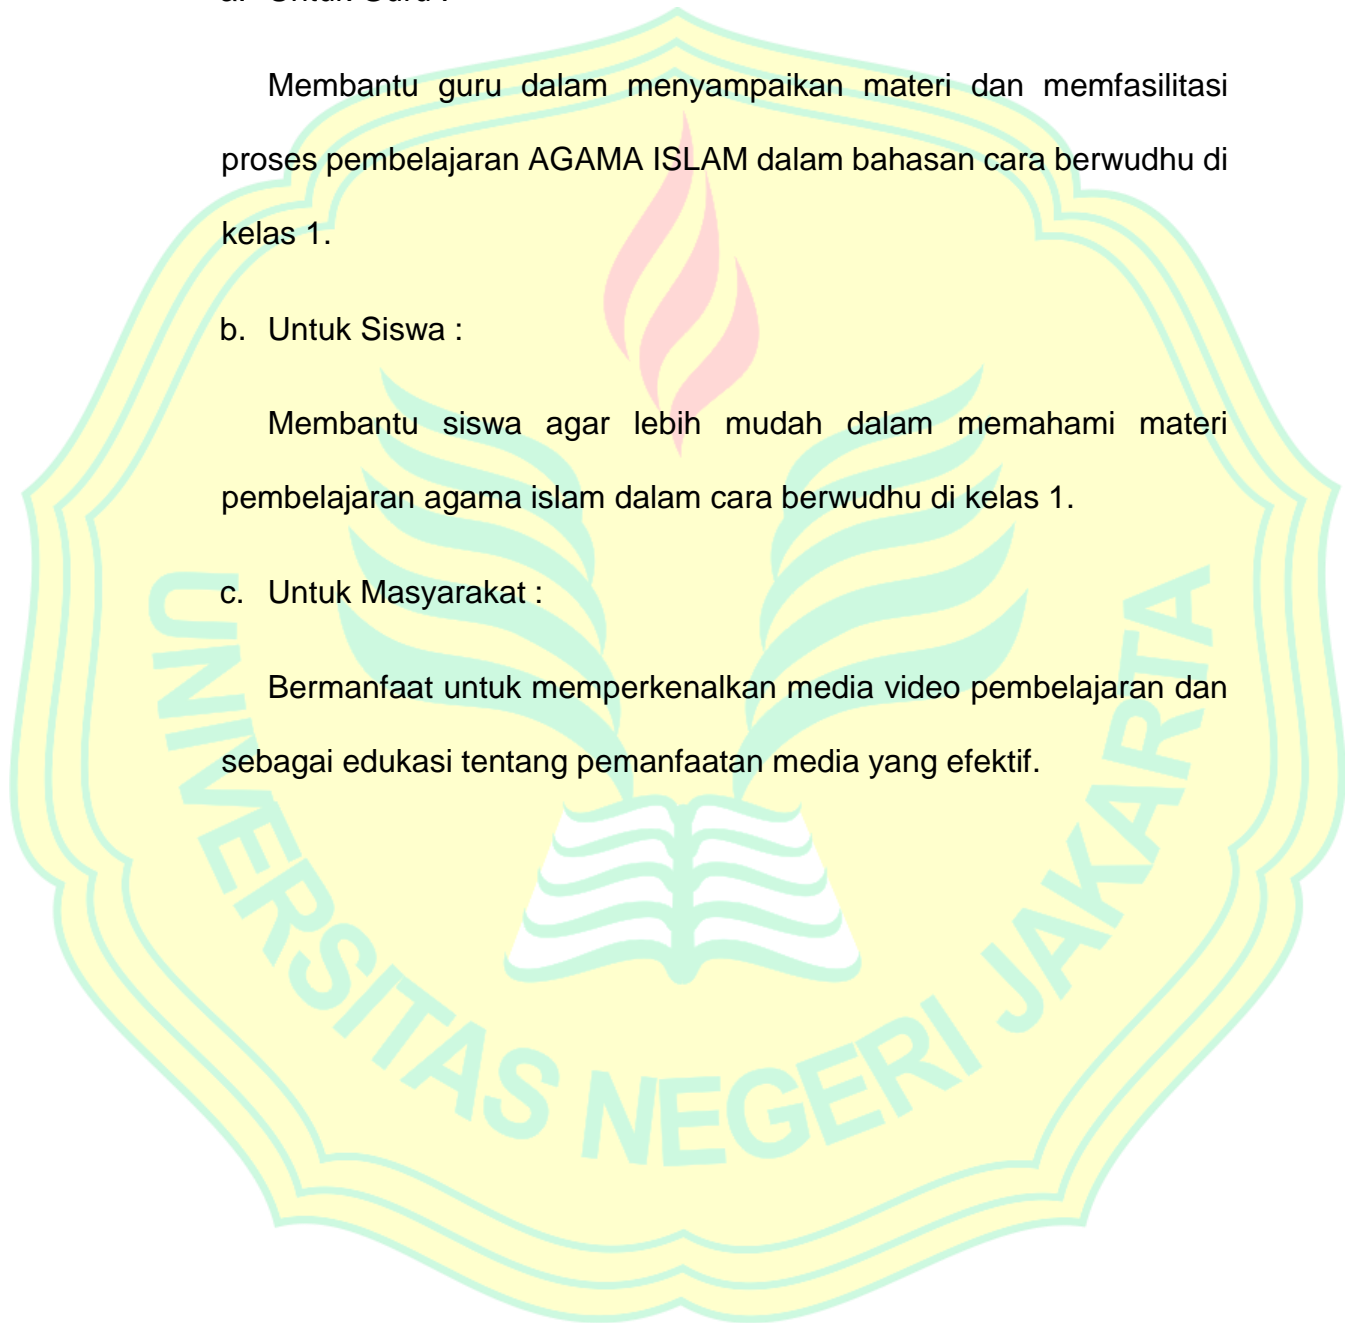 a. Untuk Guru :
Membantu guru dalam menyampaikan materi dan memfasilitasi
proses pembelajaran AGAMA ISLAM dalam bahasan cara berwudhu di
kelas 1.
b. Untuk Siswa :
Membantu siswa agar lebih mudah dalam memahami materi
pembelajaran agama islam dalam cara berwudhu di kelas 1.
c. Untuk Masyarakat :
Bermanfaat untuk memperkenalkan media video pembelajaran dan
sebagai edukasi tentang pemanfaatan media yang efektif.
UNIVERSITAS NEGERI JAKARTA